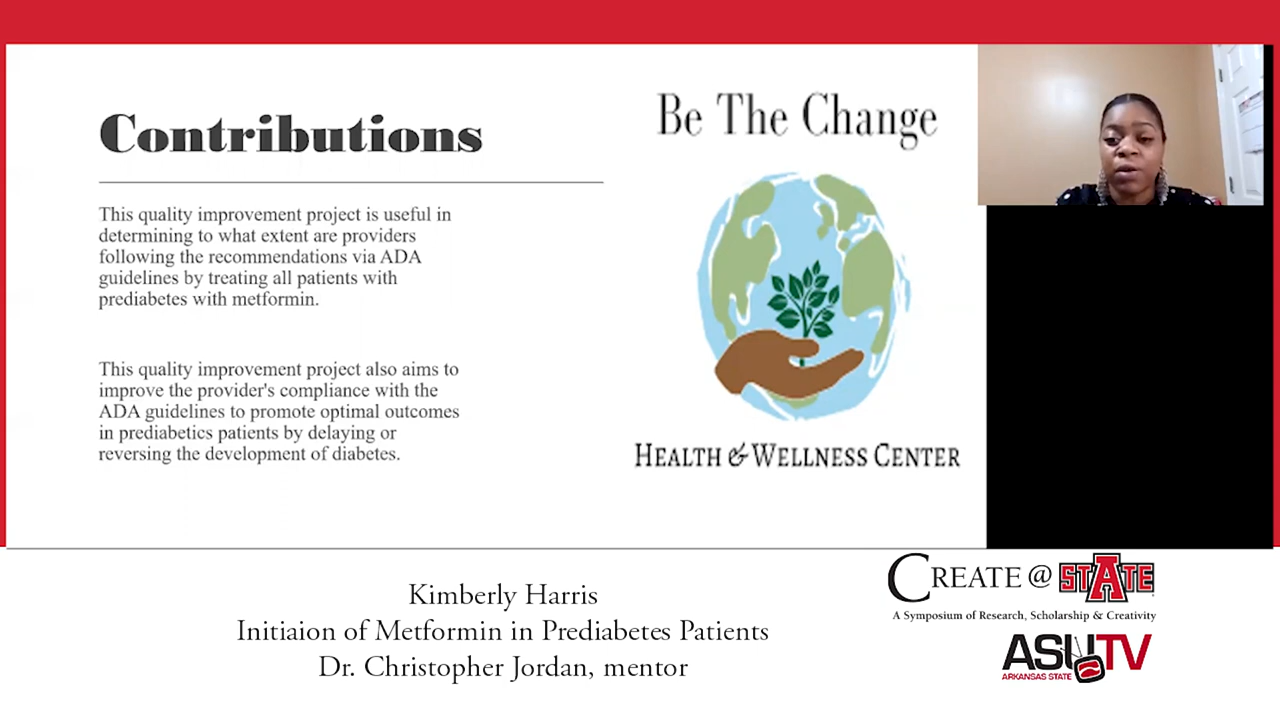 Contributions
This quality improvement project is useful in
determining to what extent are providers
following the recommendations via ADA
guidelines by treating all patients with
prediabetes with metformin.
This quality improvement project also aims to
improve the provider's compliance with the
ADA guidelines to promote optimal outcomes
in prediabetics patients by delaying or
reversing the development of diabetes.
Be The Change
HEALTH & WELLNESS CENTER
Kimberly Harris
Initiaion of Metformin in Prediabetes Patients
Dr. Christopher Jordan, mentor
CREATE @ STATE
A Symposium of Research, Scholarship & Creativity
ASUTV
ARKANSAS STATE